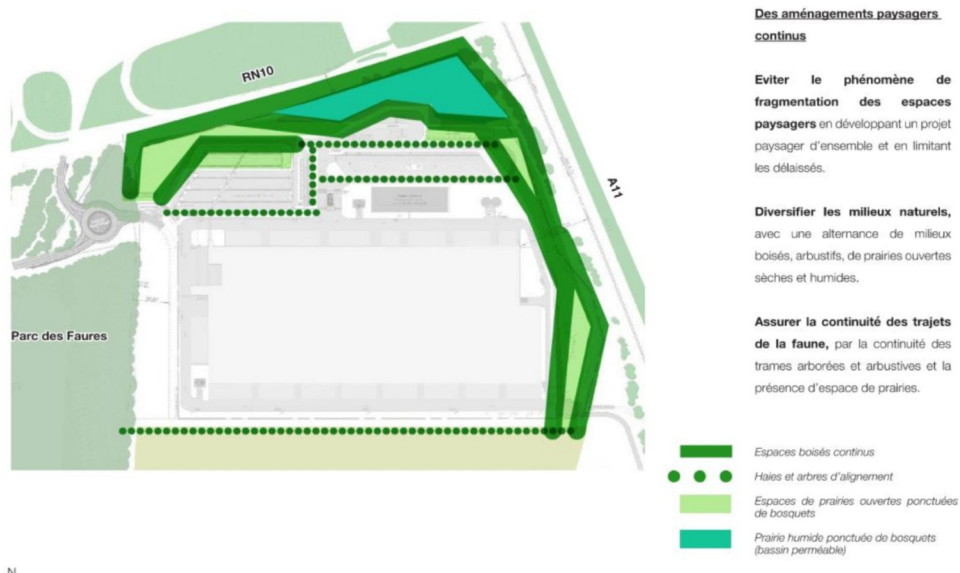 Des aménagements paysagers
continus
Eviter le phénomène de
fragmentation des espaces
paysagers en développant un projet
paysager d'ensemble et en limitant
les délaissés.
Diversifier les milieux naturels,
avec une alternance de milieux
boisés, arbustifs, de prairies ouvertes
sèches et humides.
Assurer la continuité des trajets
de la faune, par la continuité des
trames arborées et arbustives et la
présence d'espace de prairies.
RN10
A11
Parc des Faures
Espaces boisés continus
Haies et arbres d'alignement
Espaces de prairies ouvertes ponctuées
de bosquets
Prairie humide ponctuée de bosquets
(bassin perméable)
N